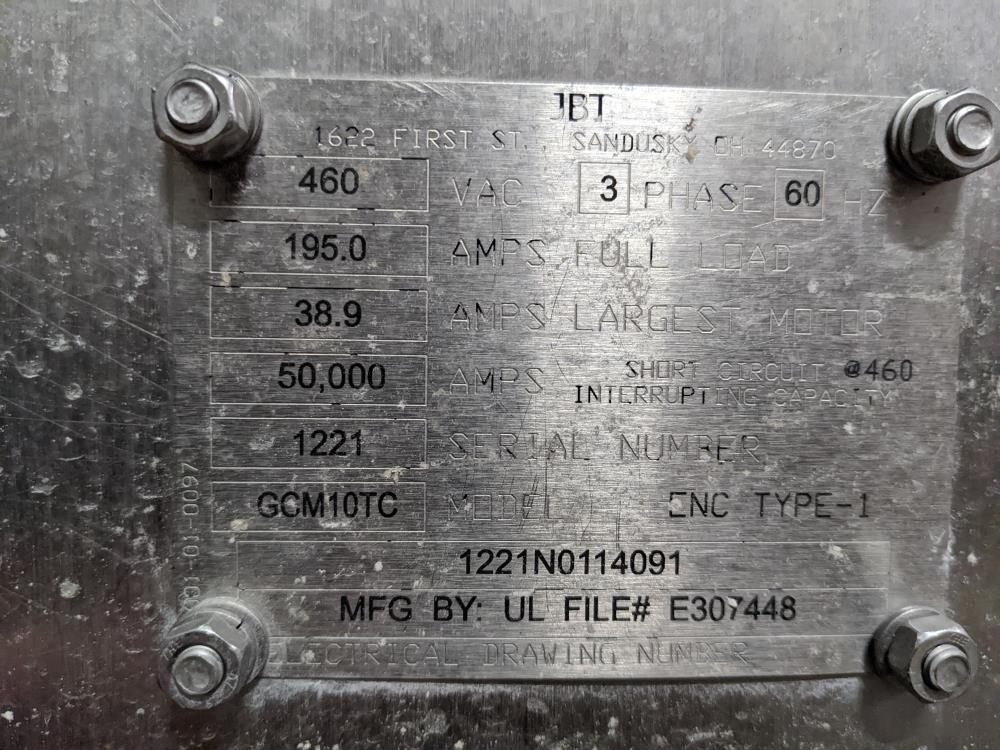 JBT
1622 FIRST ST., SANDUSKY OH 44870
460 VAC 3 PHASE 60 HZ
195.0 AMPS FULL LOAD
38.9 AMPS LARGEST MOTOR
50,000 AMPS SHORT CIRCUIT @460
INTERRUPTING CAPACITY
1221 SERIAL NUMBER
GCM10TC MODEL ENC TYPE-1
1221N0114091
MFG BY: UL FILE# E307448
ELECTRICAL DRAWING NUMBER